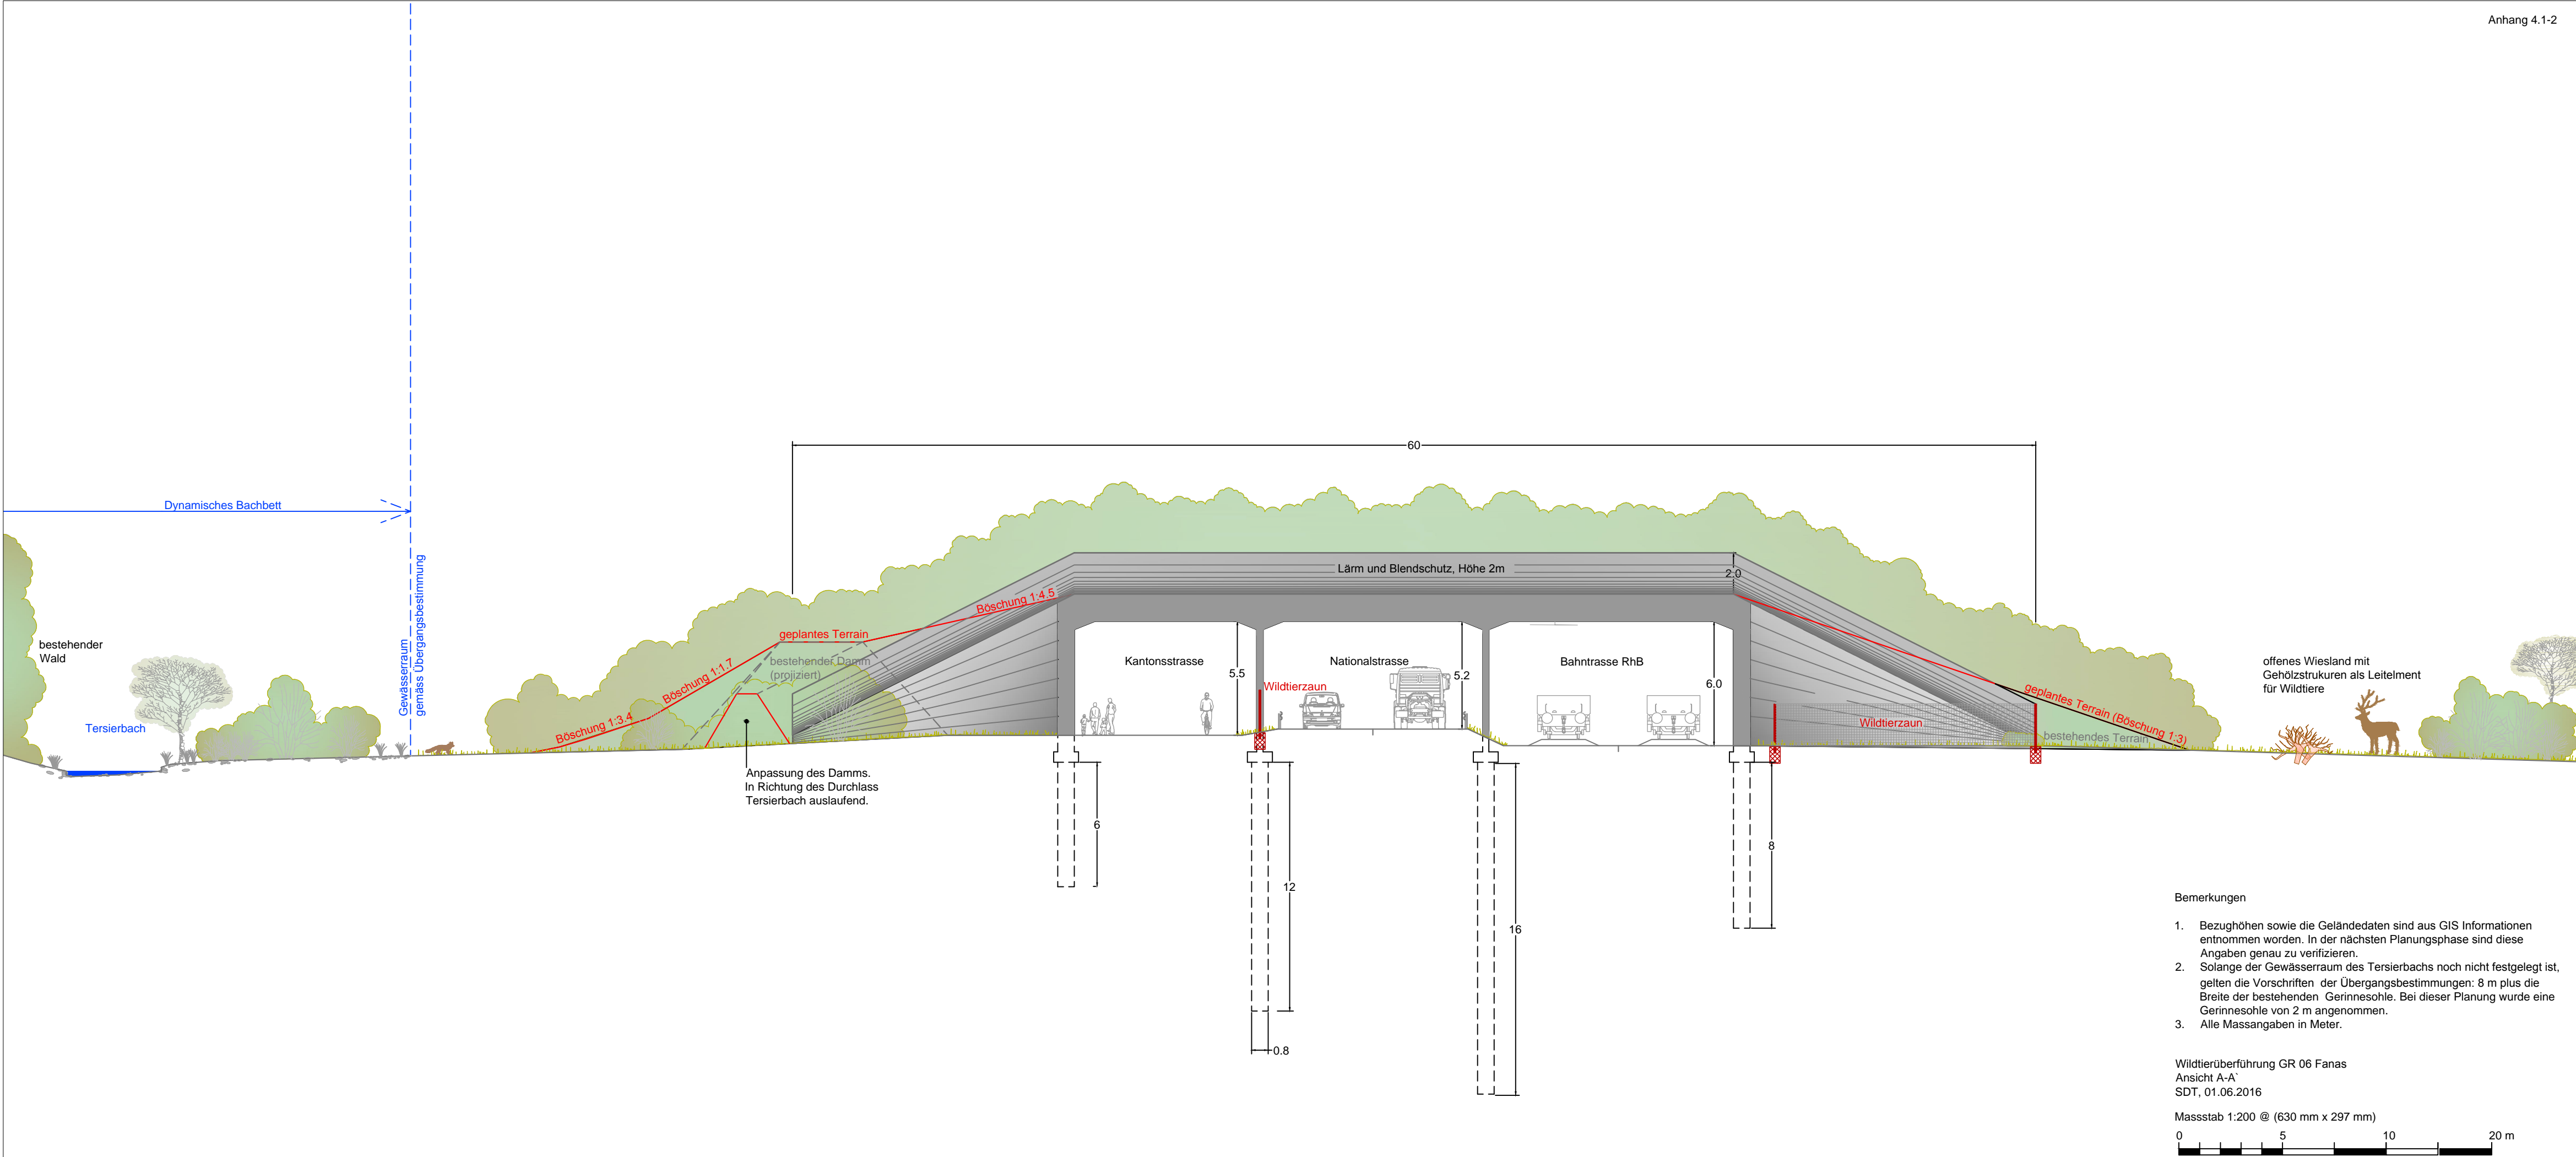 Anhang 4.1-2
60
Dynamisches Bachbett
Gewässerraum
gemäss Übergangsbestimmung
Lärm und Blendschutz, Höhe 2m
2.0
Böschung 1:4.5
geplantes Terrain
bestehender Damm
(projiziert)
Böschung 1:1.7
Böschung 1:3.4
bestehender
Wald
Tersierbach
Kantonsstrasse
5.5
Wildtierzaun
Nationalstrasse
5.2
Bahntrasse RhB
6.0
Wildtierzaun
geplantes Terrain (Böschung 1:3)
bestehendes Terrain
offenes Wiesland mit
Gehölzstrukuren als Leitelment
für Wildtiere
Anpassung des Damms.
In Richtung des Durchlass
Tersierbach auslaufend.
6
12
0.8
16
8
Bemerkungen
1. Bezughöhen sowie die Geländedaten sind aus GIS Informationen
entnommen worden. In der nächsten Planungsphase sind diese
Angaben genau zu verifizieren.
2. Solange der Gewässerraum des Tersierbachs noch nicht festgelegt ist,
gelten die Vorschriften der Übergangsbestimmungen: 8 m plus die
Breite der bestehenden Gerinnesohle. Bei dieser Planung wurde eine
Gerinnesohle von 2 m angenommen.
3. Alle Massangaben in Meter.
Wildtierüberführung GR 06 Fanas
Ansicht A-A`
SDT, 01.06.2016
Massstab 1:200 @ (630 mm x 297 mm)
0 5 10 20 m